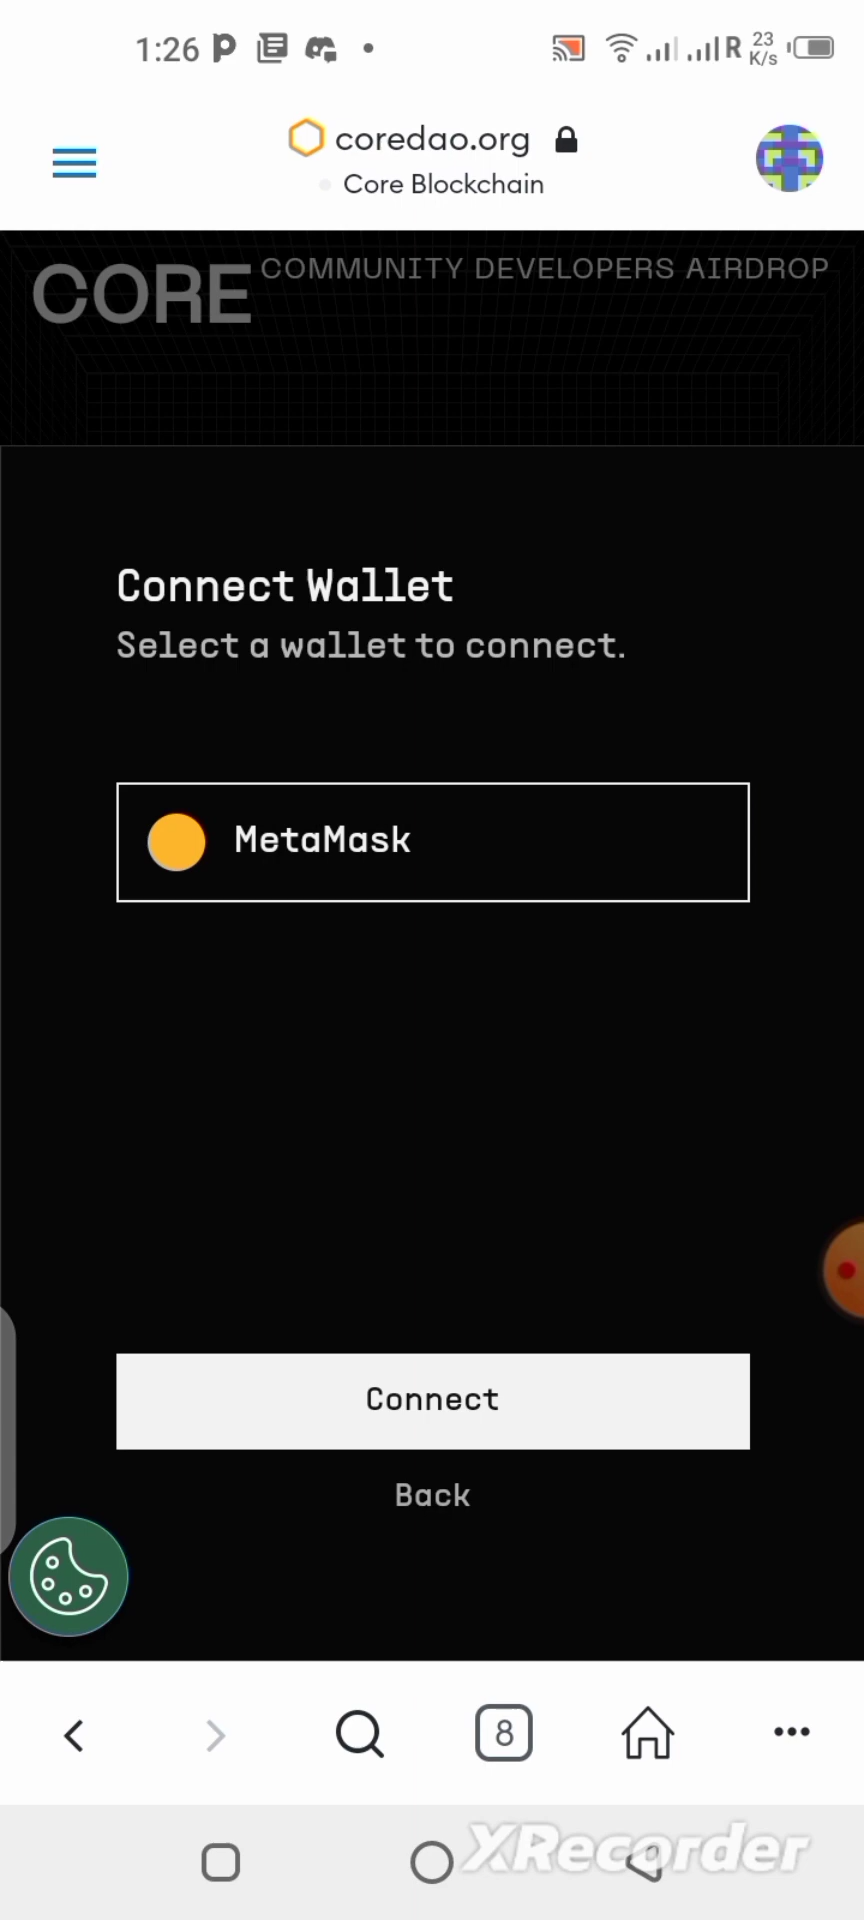 1:26
R 23 K/s
coredao.org
Core Blockchain
CORE COMMUNITY DEVELOPERS AIRDROP
Connect Wallet
Select a wallet to connect.
MetaMask
Connect
Back
8
XRecorder